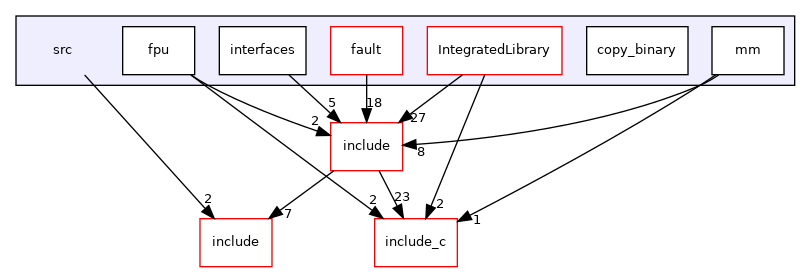 src
fpu
interfaces
fault
IntegratedLibrary
copy_binary
mm
5
18
27
2
8
include
2
7
23
2
2
1
include
include_c